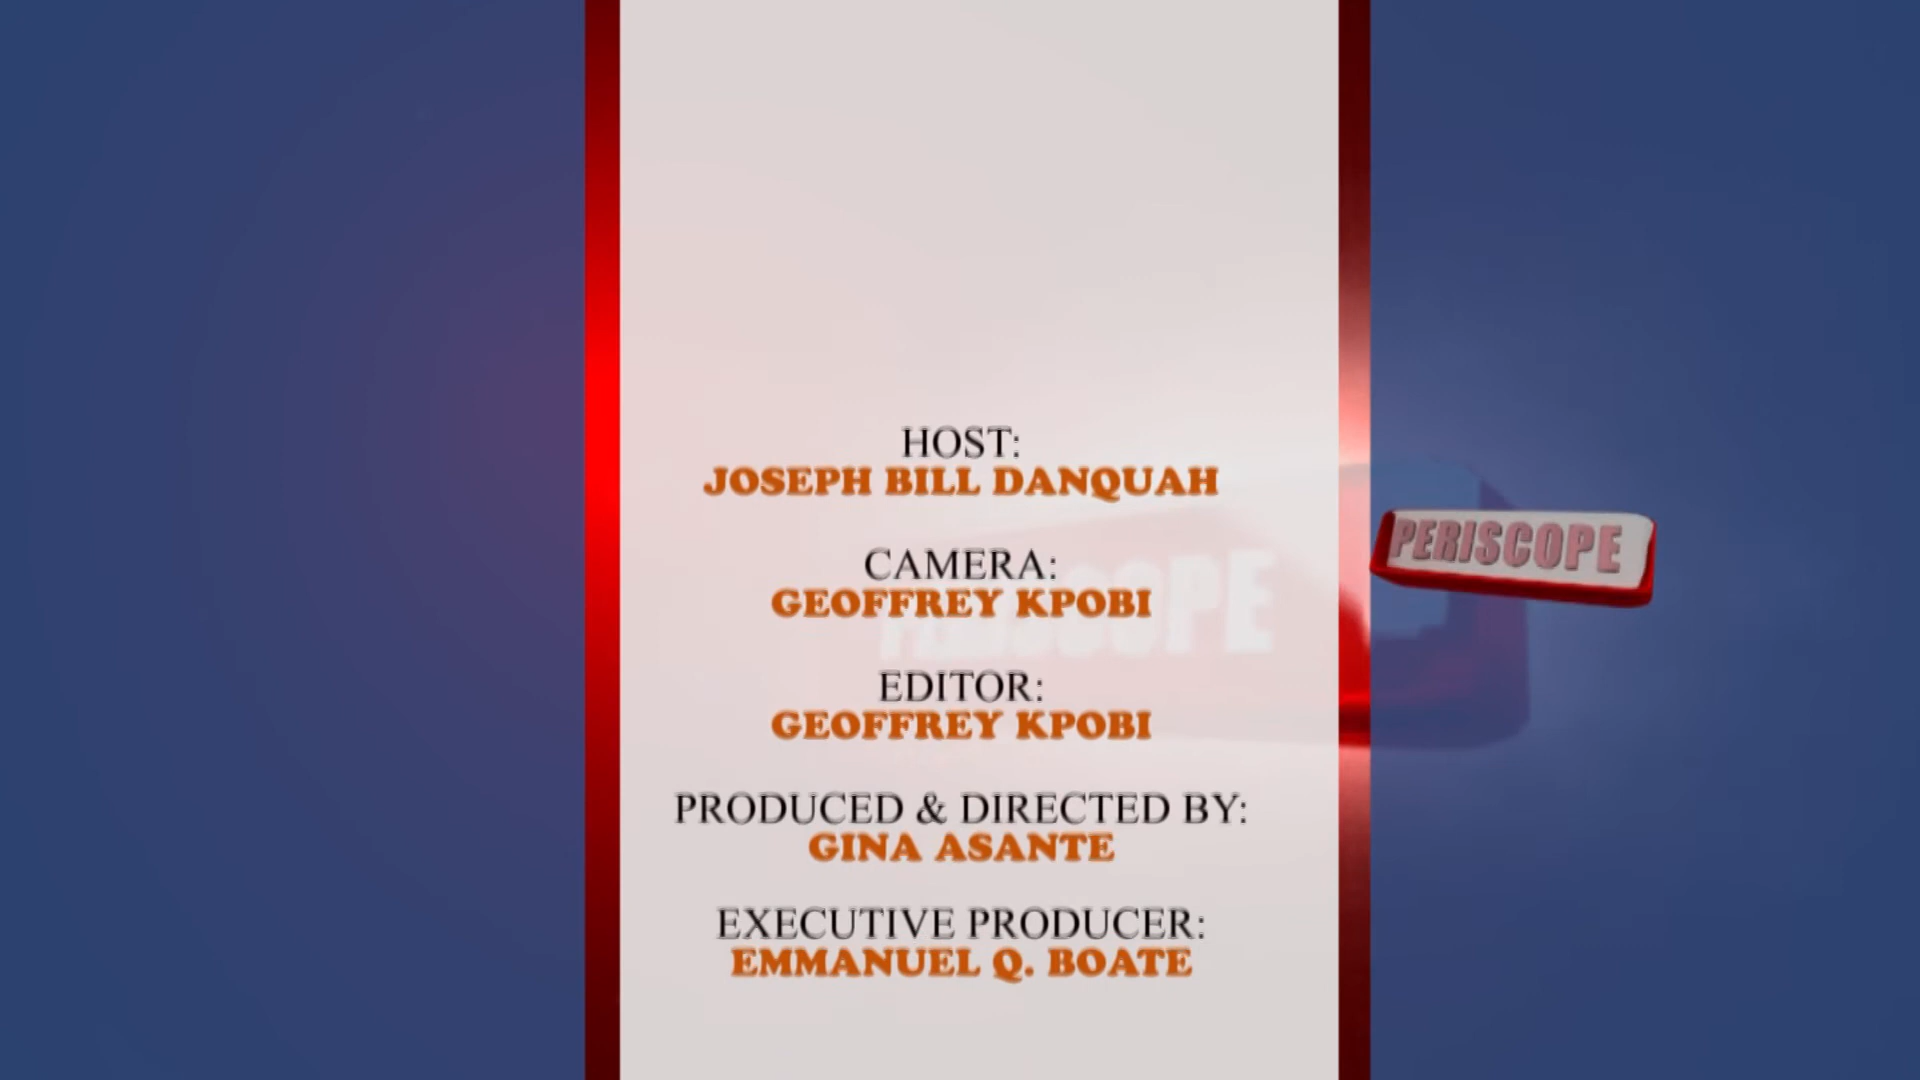 HOST:
JOSEPH BILL DANQUAH
CAMERA:
GEOFFREY KPOBI
EDITOR:
GEOFFREY KPOBI
PRODUCED & DIRECTED BY:
GINA ASANTE
EXECUTIVE PRODUCER:
EMMANUEL Q. BOATE
PERISCOPE
PERISCOPE